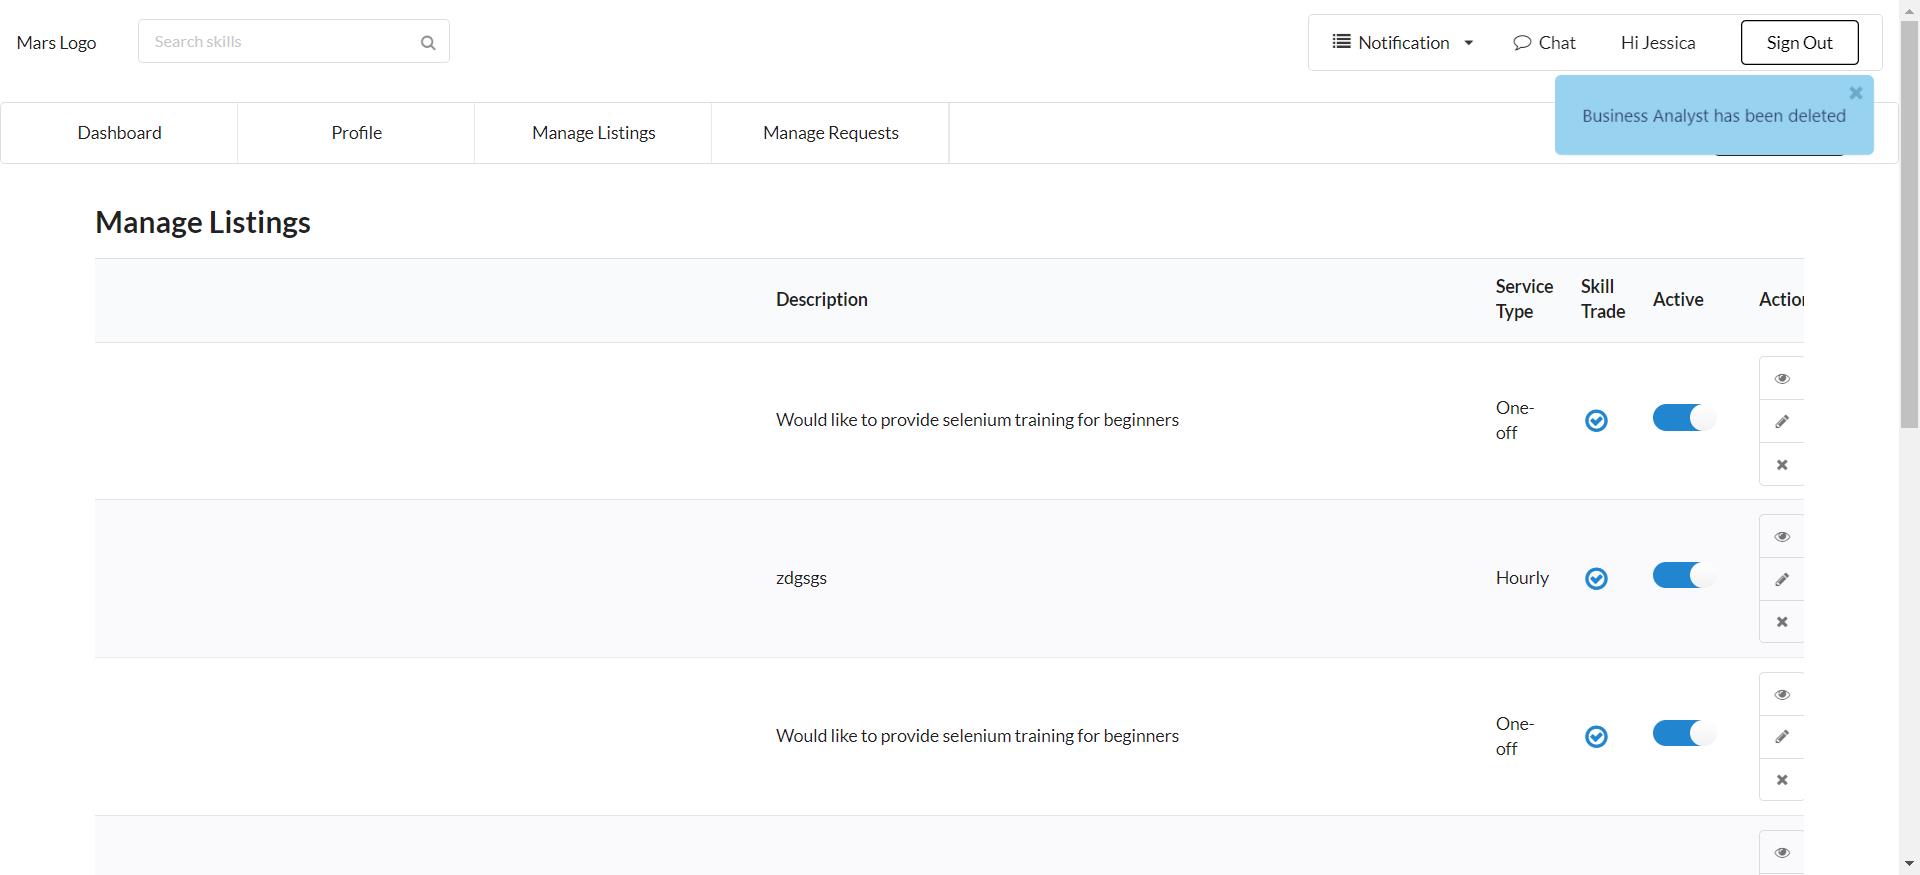 Mars Logo
Search skills
Notification
Chat
Hi Jessica
Sign Out
Business Analyst has been deleted
Dashboard
Profile
Manage Listings
Manage Requests
Manage Listings
Description
Service
Type
Skill
Trade
Active
Action
Would like to provide selenium training for beginners
One-
off
zdgsgs
Hourly
Would like to provide selenium training for beginners
One-
off